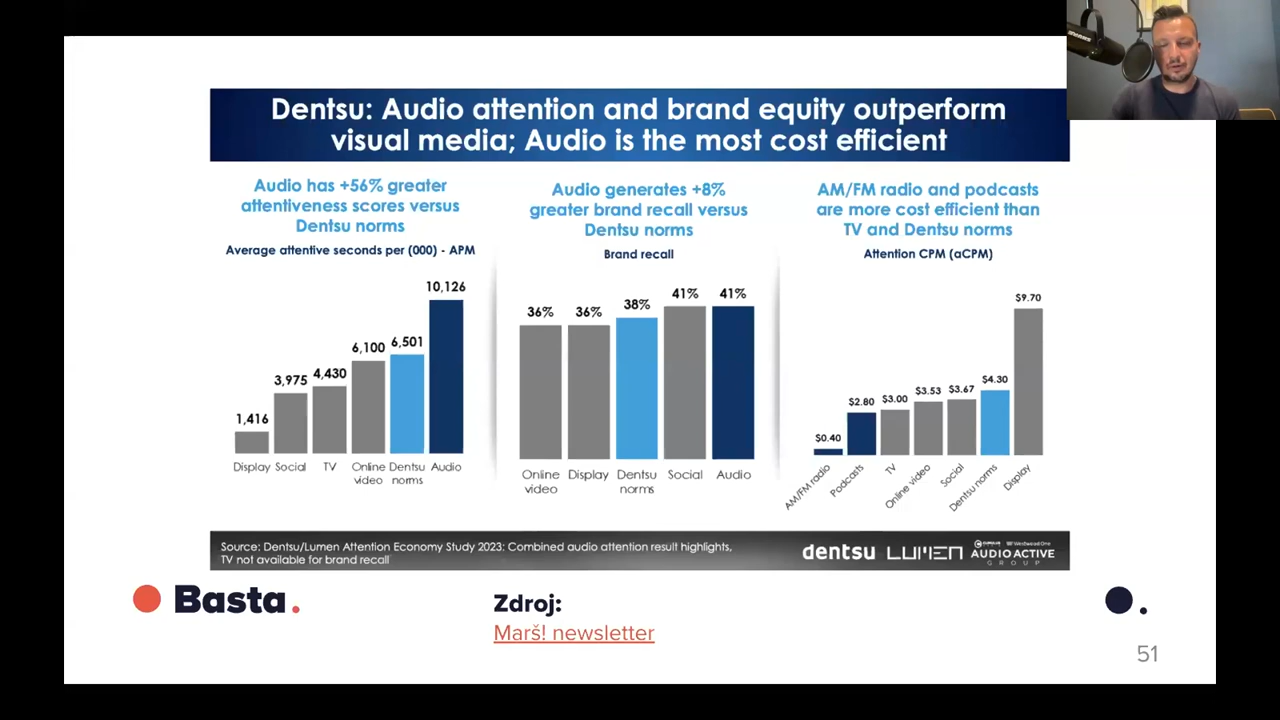 Dentsu: Audio attention and brand equity outperform
visual media; Audio is the most cost efficient
Audio has +56% greater
attentiveness scores versus
Dentsu norms
Average attentive seconds per (000) - APM
10,126
6,501
6,100
4,430
3,975
1,416
Display
Social
TV
Online
video
Dentsu
norms
Audio
Audio generates +8%
greater brand recall versus
Dentsu norms
Brand recall
36%
36%
38%
41%
41%
Online
video
Display
Dentsu
norms
Social
Audio
AM/FM radio and podcasts
are more cost efficient than
TV and Dentsu norms
Attention CPM (aCPM)
$0.40
$2.80
$3.00
$3.53
$3.67
$4.30
$9.70
AM/FM radio
Podcasts
TV
Online video
Social
Dentsu norms
Display
Source: Dentsu/Lumen Attention Economy Study 2023: Combined audio attention result highlights,
TV not available for brand recall
dentsu
LUMEN
Westwood One
AUDIO ACTIVE
GROUP
Basta.
Zdroj:
Marš! newsletter
51